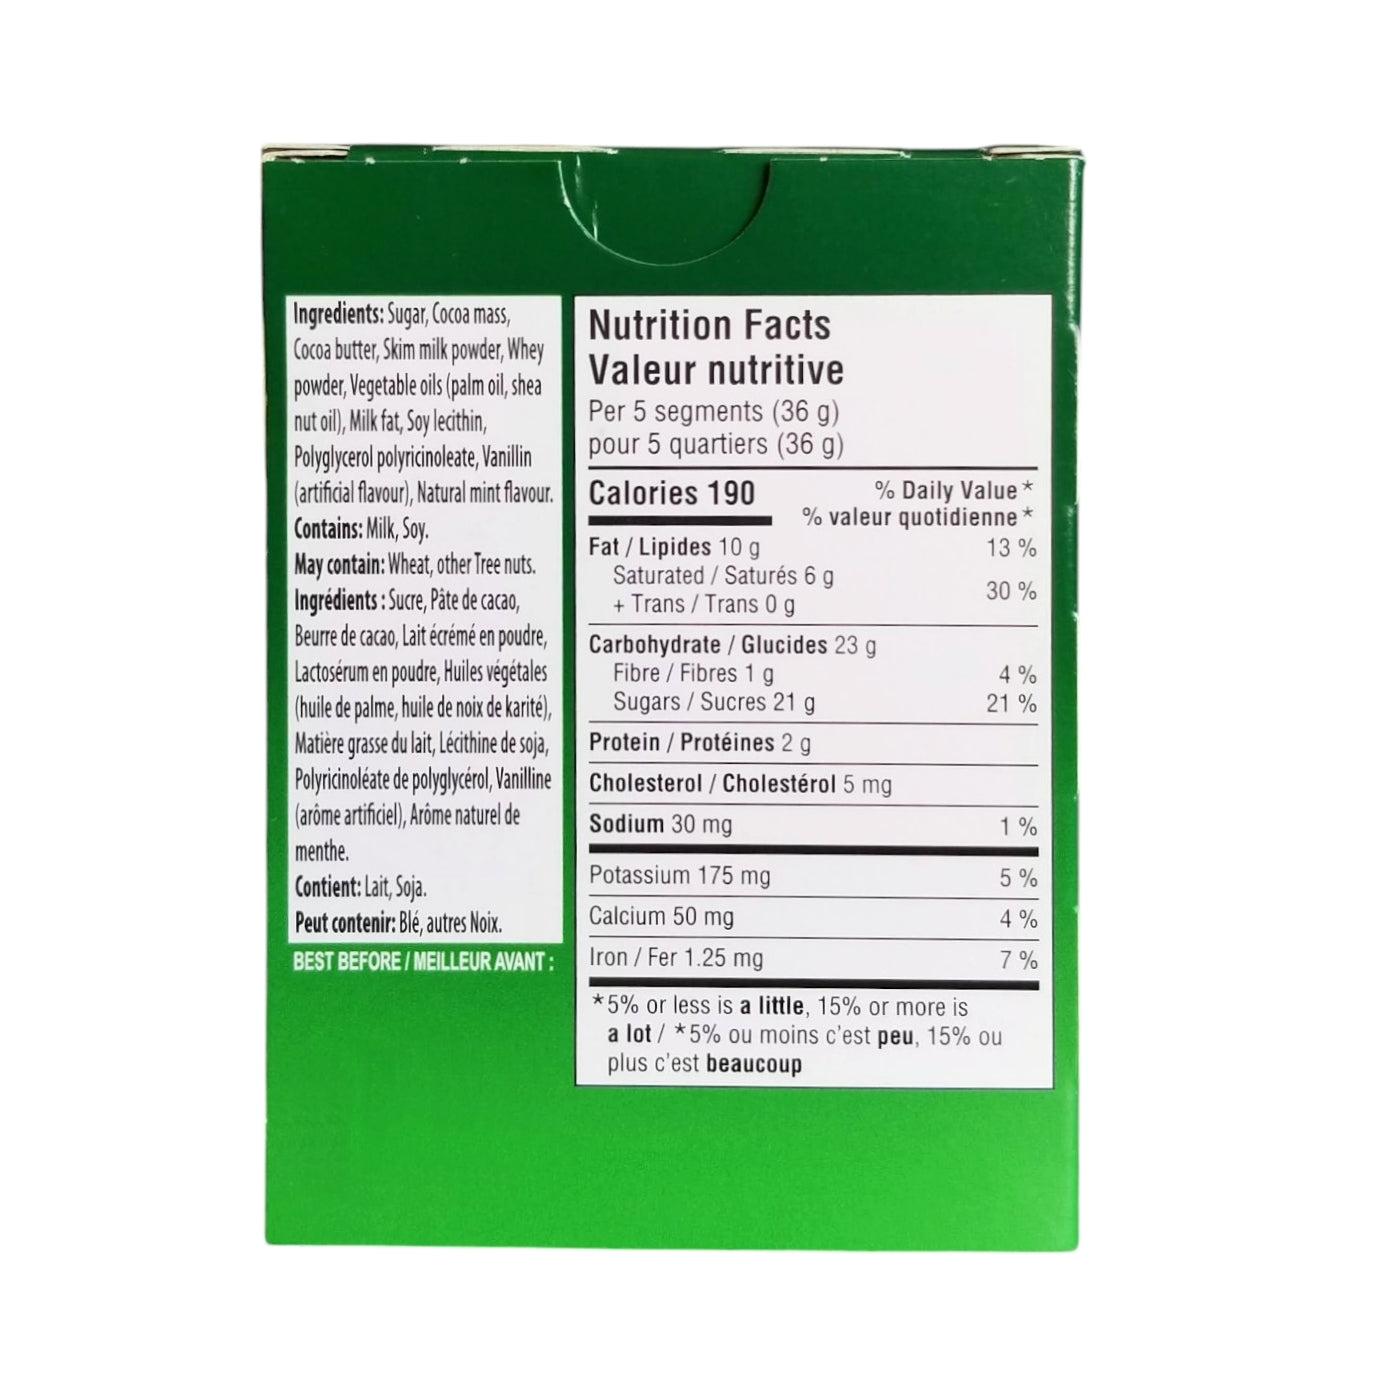 Ingredients: Sugar, Cocoa mass,
Cocoa butter, Skim milk powder, Whey
powder, Vegetable oils (palm oil, shea
nut oil), Milk fat, Soy lecithin,
Polyglycerol polyricinoleate, Vanillin
(artificial flavour), Natural mint flavour.
Contains: Milk, Soy.
May contain: Wheat, other Tree nuts.
Ingrédients : Sucre, Pâte de cacao,
Beurre de cacao, Lait écrémé en poudre,
Lactosérum en poudre, Huiles végétales
(huile de palme, huile de noix de karité),
Matière grasse du lait, Lécithine de soja,
Polyricinoléate de polyglycérol, Vanilline
(arôme artificiel), Arôme naturel de
menthe.
Contient: Lait, Soja.
Peut contenir: Blé, autres Noix.
BEST BEFORE / MEILLEUR AVANT :
Nutrition Facts
Valeur nutritive
Per 5 segments (36 g)
pour 5 quartiers (36 g)
Calories 190
% Daily Value*
% valeur quotidienne*
Fat / Lipides 10 g 13 %
Saturated / Saturés 6 g
+ Trans / Trans 0 g 30 %
Carbohydrate / Glucides 23 g
Fibre / Fibres 1 g 4 %
Sugars / Sucres 21 g 21 %
Protein / Protéines 2 g
Cholesterol / Cholestérol 5 mg
Sodium 30 mg 1 %
Potassium 175 mg 5 %
Calcium 50 mg 4 %
Iron / Fer 1.25 mg 7 %
*5% or less is a little, 15% or more is
a lot / *5% ou moins c'est peu, 15% ou
plus c'est beaucoup